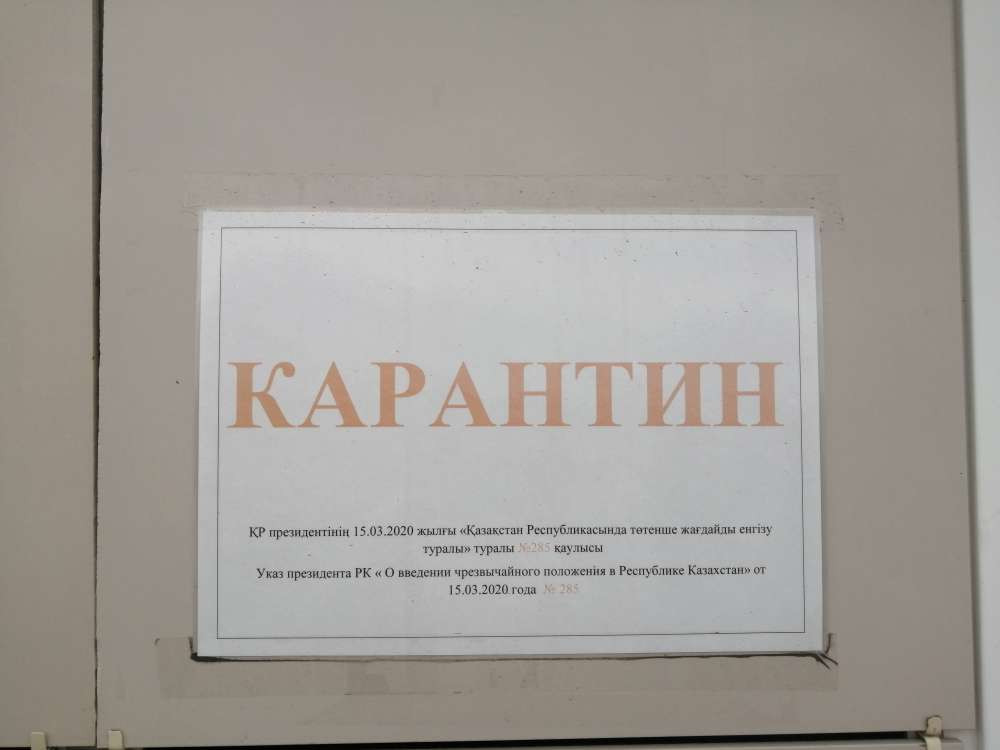 КАРАНТИН
ҚР президентінің 15.03.2020 жылғы «Қазақстан Республикасында төтенше жағдайды енгізу
туралы» туралы №285 қаулысы
Указ президента РК « О введении чрезвычайного положения в Республике Казахстан» от
15.03.2020 года № 285